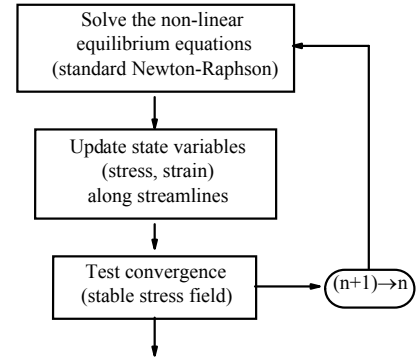 Solve the non-linear
equilibrium equations
(standard Newton-Raphson)
Update state variables
(stress, strain)
along streamlines
Test convergence
(stable stress field)
(n+1)→n